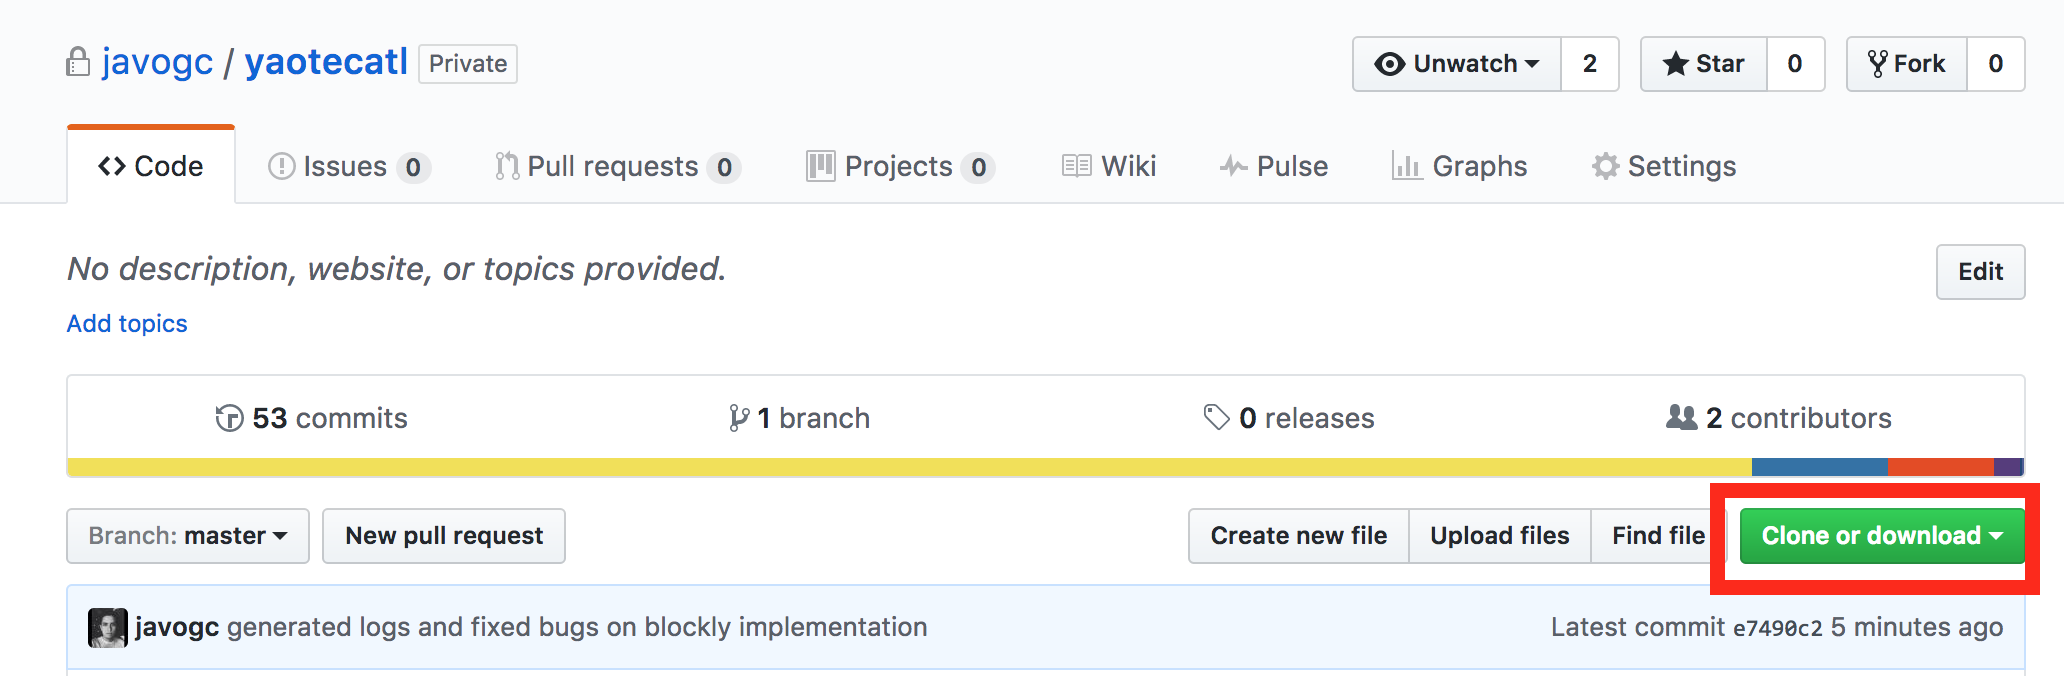 javogc / yaotecatl Private
Unwatch 2 Star 0 Fork 0
Code Issues 0 Pull requests 0 Projects 0 Wiki Pulse Graphs Settings
No description, website, or topics provided.
Edit
Add topics
53 commits 1 branch 0 releases 2 contributors
Branch: master New pull request Create new file Upload files Find file Clone or download
javogc generated logs and fixed bugs on blockly implementation Latest commit e7490c2 5 minutes ago